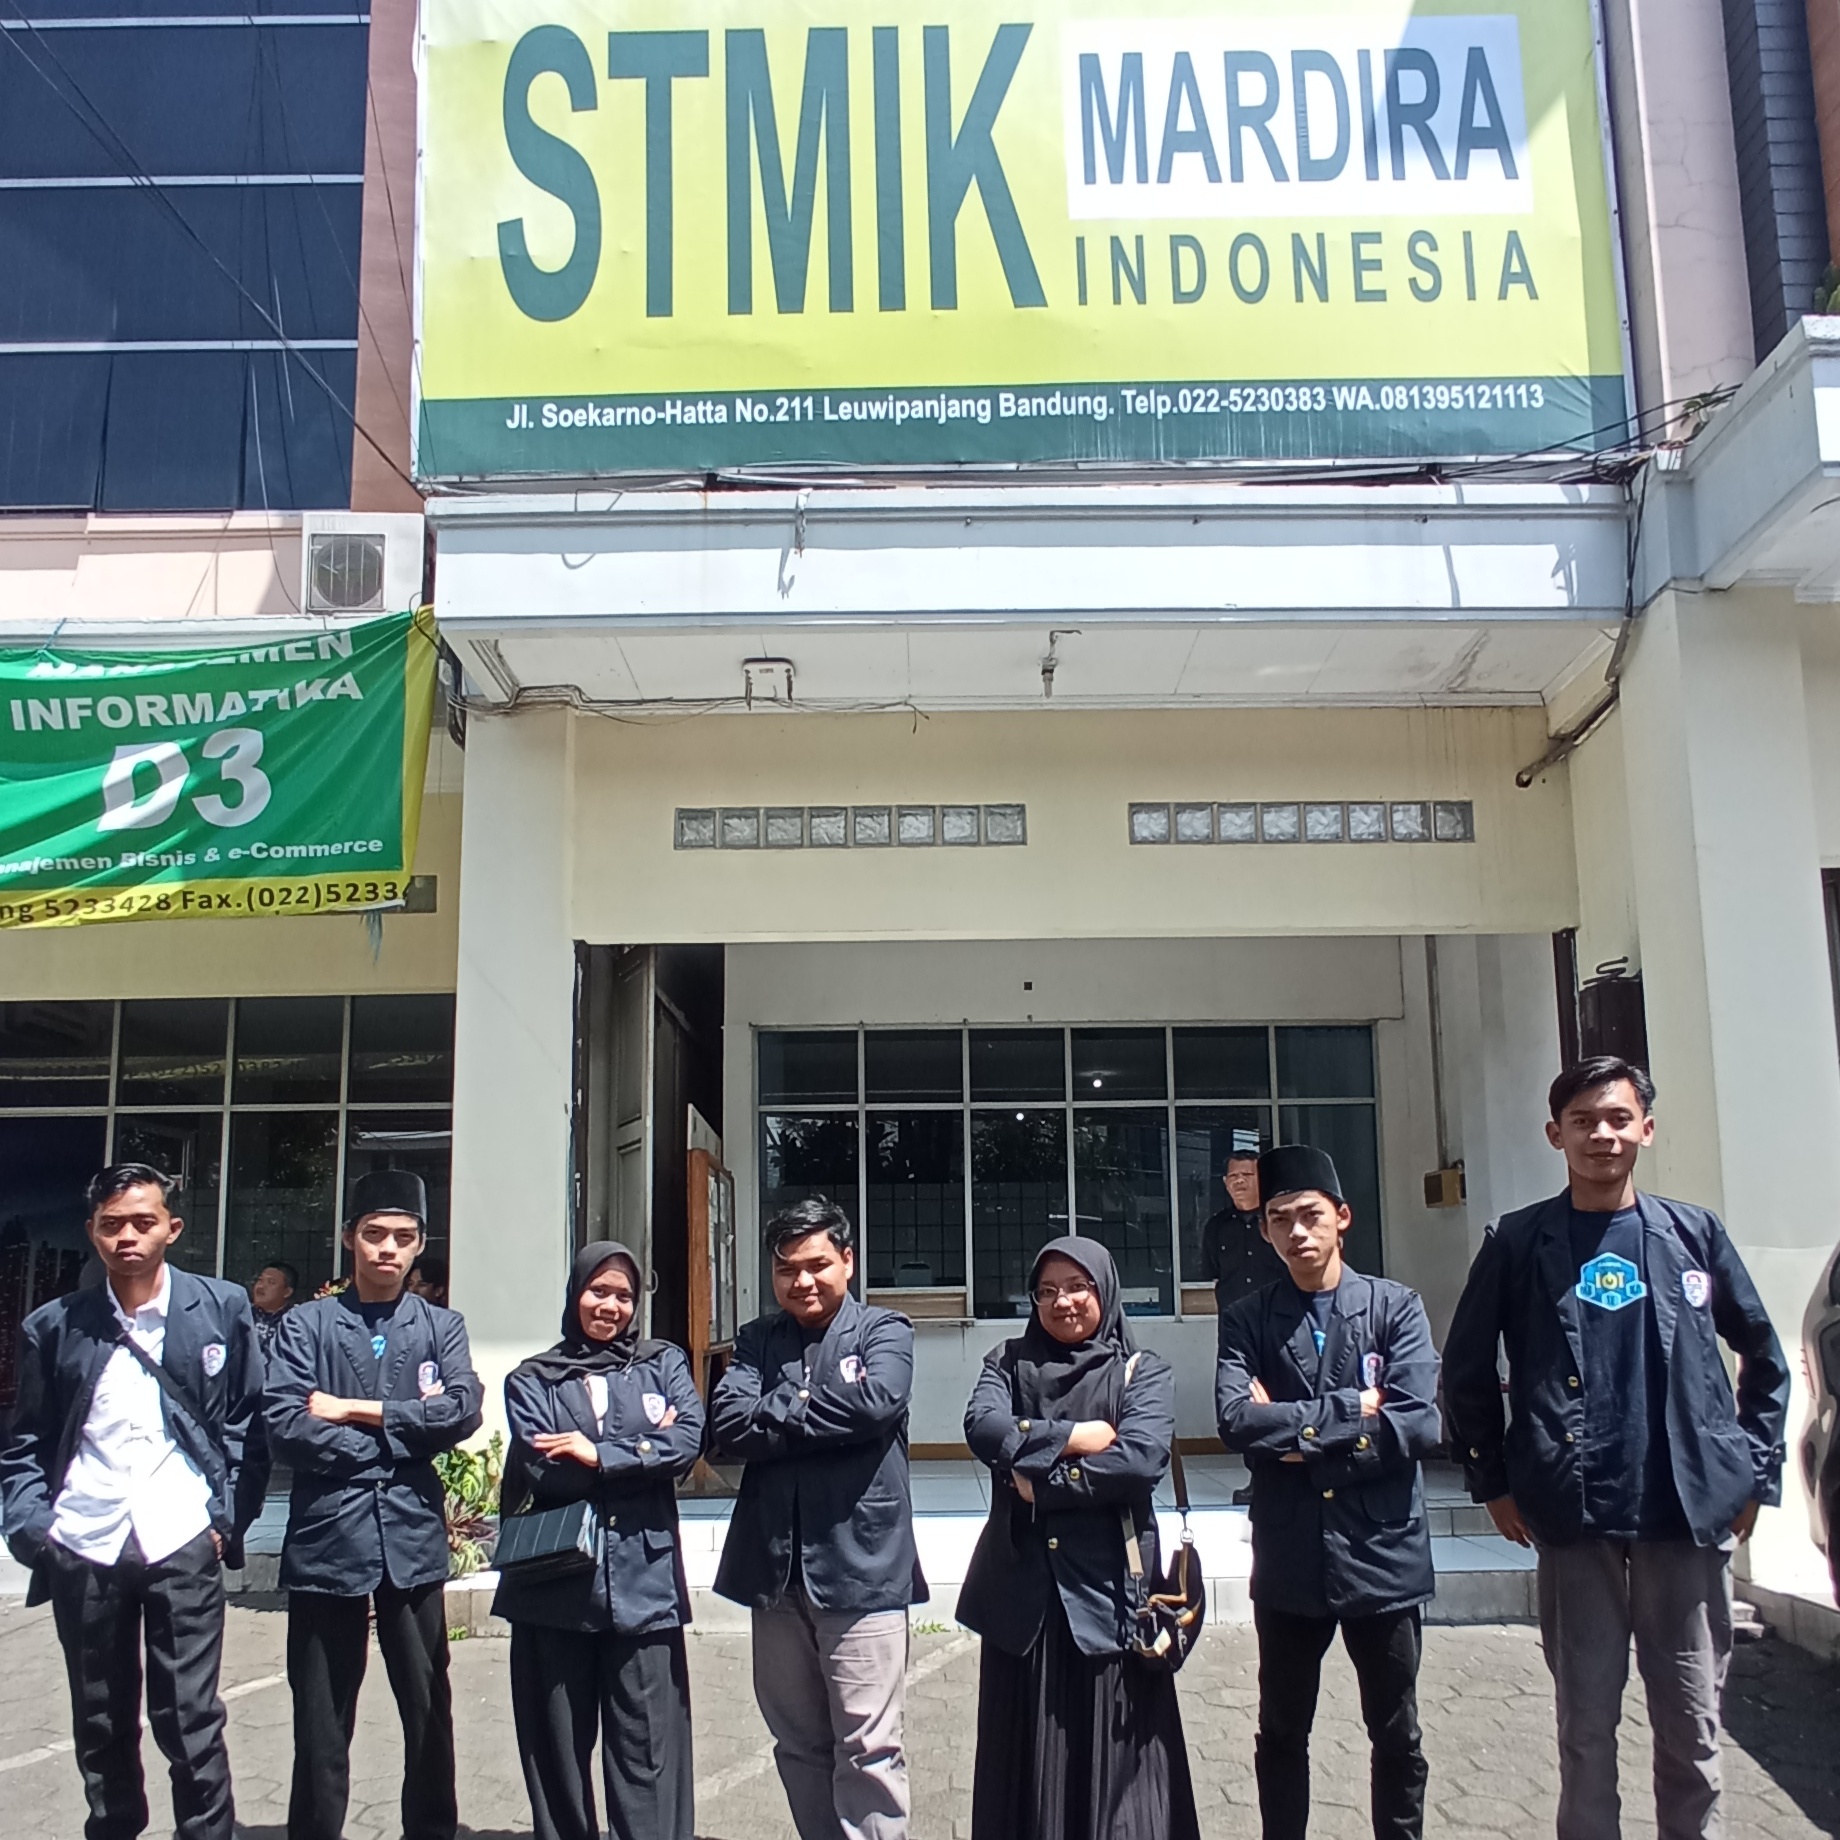 STMIK
MARDIRA
INDONESIA
Jl. Soekarno-Hatta No.211 Leuwipanjang Bandung. Telp.022-5230383 WA.081395121113
INFORMATIKA
D3
& e-Commerce
Bisnis
5233428 Fax.(022)5233
IOT